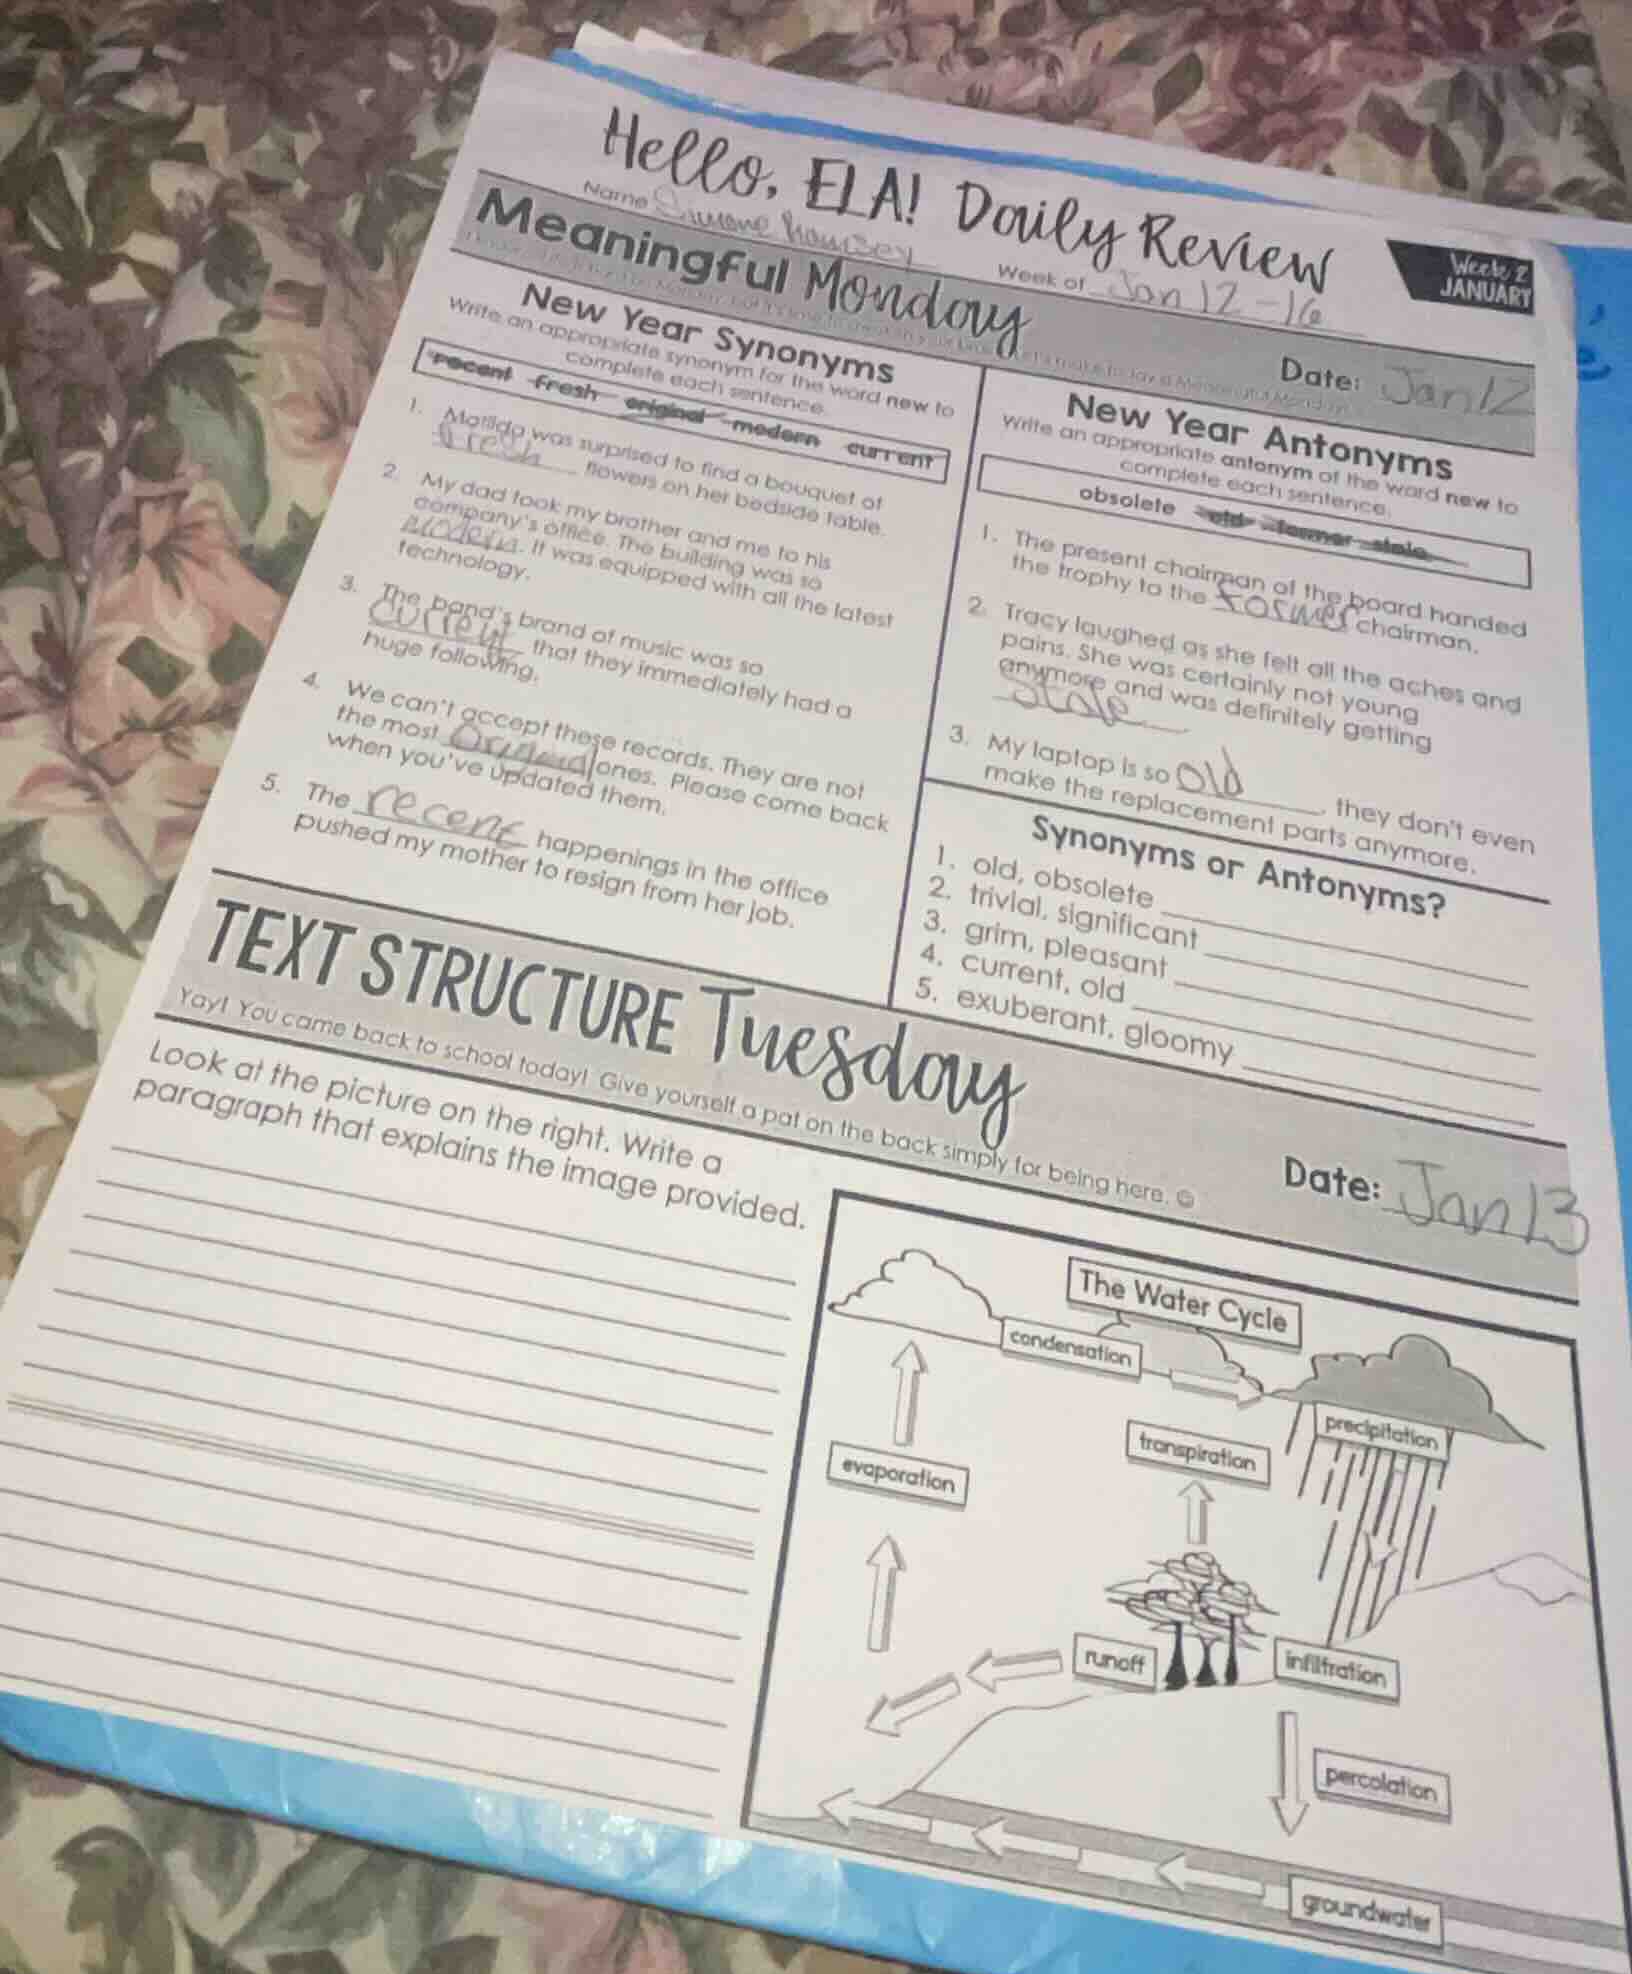 Hello, ELA! Daily Review
Week 2
JANUARY
Name
Week of Jan 12-16
Meaningful Monday
Date: Jan 12
New Year Synonyms
Write an appropriate synonym for the word new to
complete each sentence.
recent fresh original modern current
1. Matilda was surprised to find a bouquet of
fresh flowers on her bedside table.
2. My dad took my brother and me to his
company's office. The building was so
modern. It was equipped with all the latest
technology.
3. The band's brand of music was so
current that they immediately had a
huge following.
4. We can't accept these records. They are not
the most original ones. Please come back
when you've updated them.
5. The recent happenings in the office
pushed my mother to resign from her job.
New Year Antonyms
Write an appropriate antonym of the word new to
complete each sentence.
obsolete old former stale
1. The present chairman of the board handed
the trophy to the former chairman.
2. Tracy laughed as she felt all the aches and
pains. She was certainly not young
anymore and was definitely getting
stale
3. My laptop is so old, they don't even
make the replacement parts anymore.
Synonyms or Antonyms?
1. old, obsolete
2. trivial, significant
3. grim, pleasant
4. current, old
5. exuberant, gloomy
TEXT STRUCTURE Tuesday
Yay! You came back to school today! Give yourself a pat on the back simply for being here. ☺
Date: Jan 13
Look at the picture on the right. Write a
paragraph that explains the image provided.
The Water Cycle
condensation
precipitation
transpiration
evaporation
runoff
infiltration
percolation
groundwater